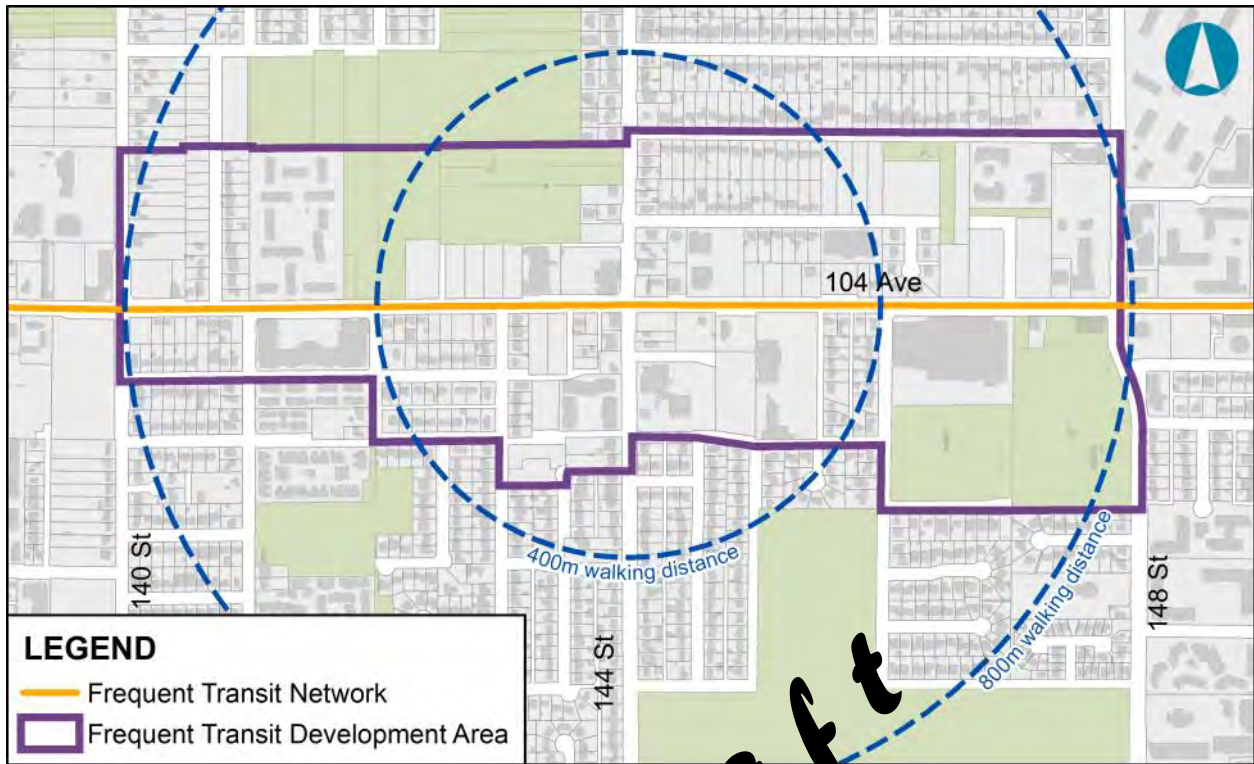 104 Ave
400m walking distance
800m walking distance
140 St
144 St
148 St
LEGEND
Frequent Transit Network
Frequent Transit Development Area